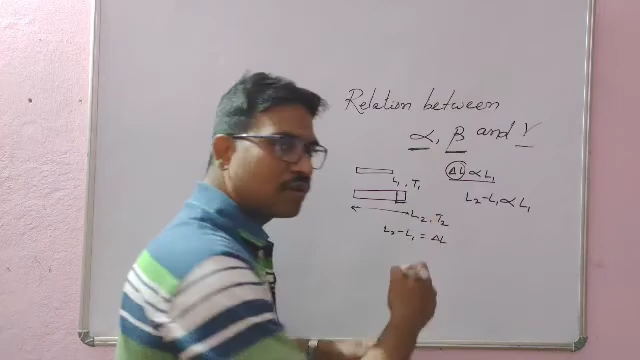 Relation between
α, β and γ
ΔL α L₁
L₁, T₁
L₂-L₁ α L₁
L₂, T₂
L₂-L₁ = ΔL